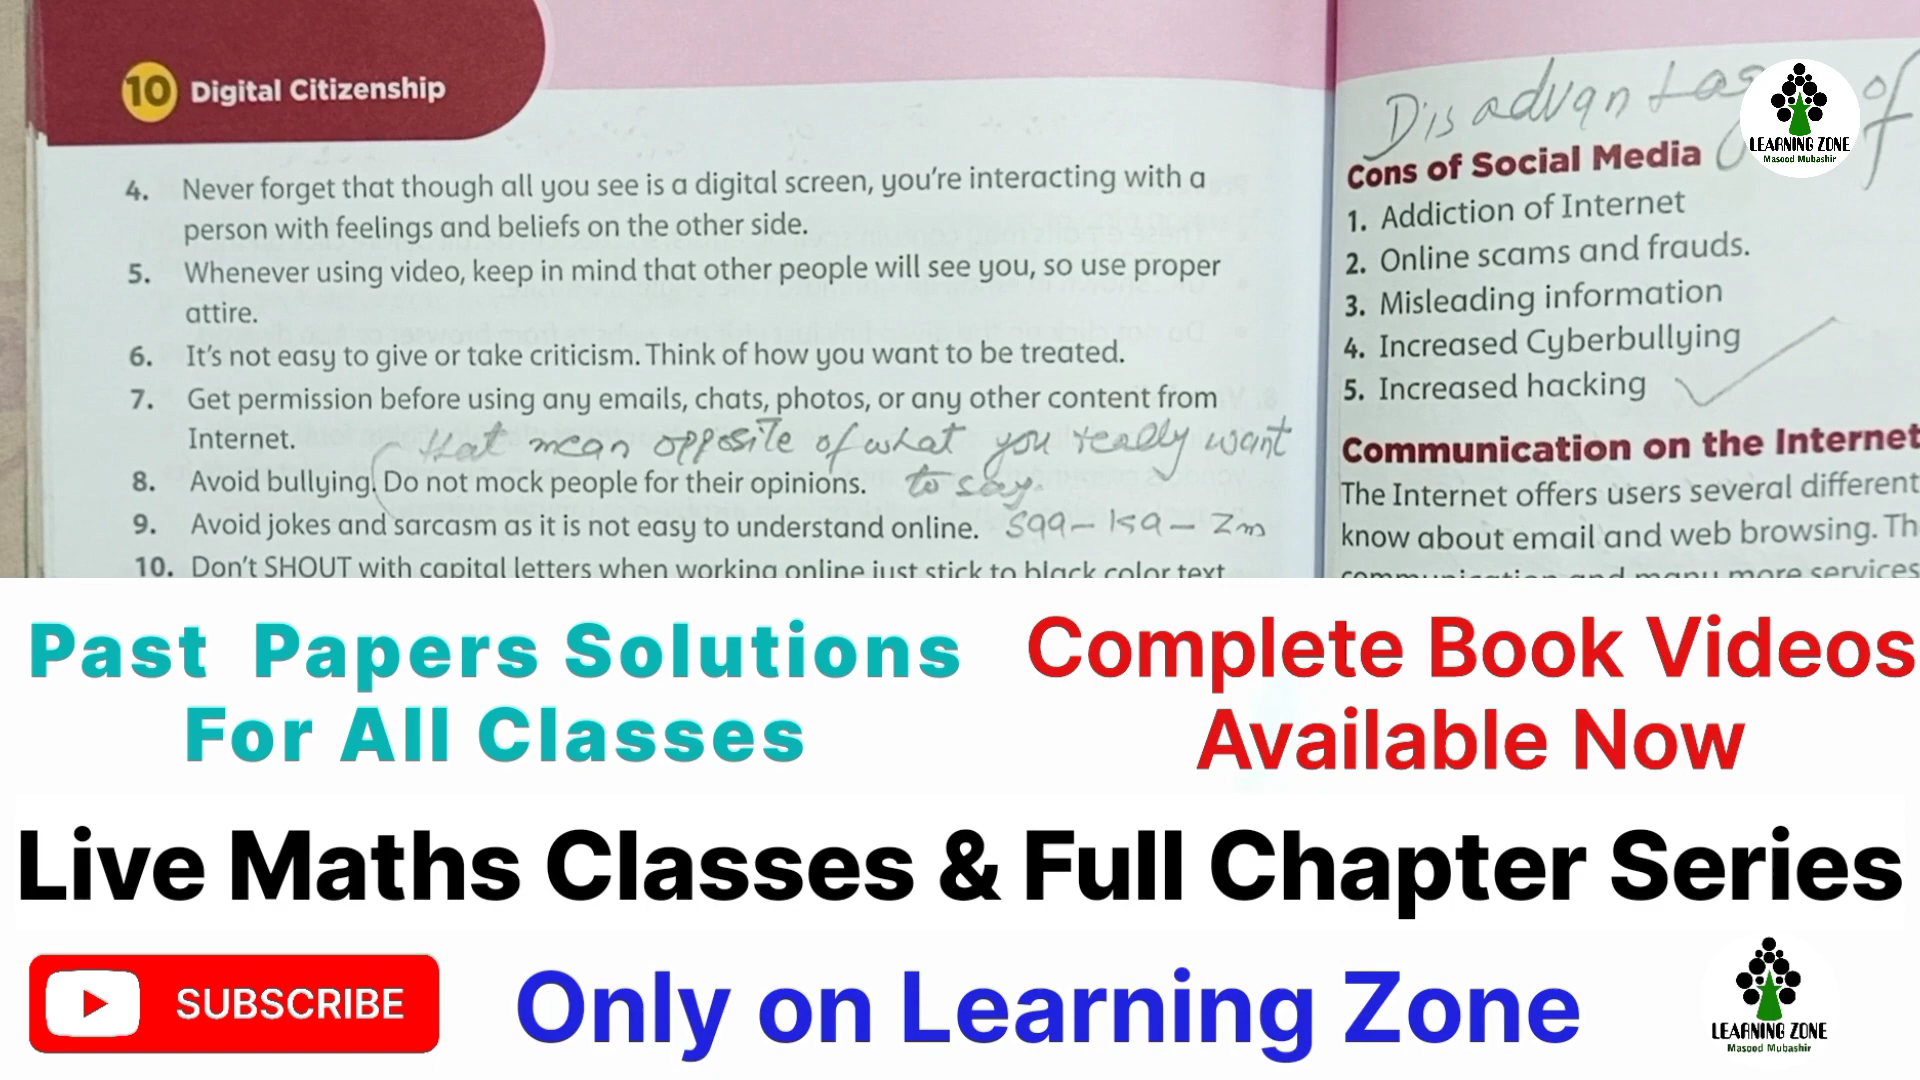 10 Digital Citizenship
4. Never forget that though all you see is a digital screen, you're interacting with a
person with feelings and beliefs on the other side.
5. Whenever using video, keep in mind that other people will see you, so use proper
attire.
6. It's not easy to give or take criticism. Think of how you want to be treated.
7. Get permission before using any emails, chats, photos, or any other content from
Internet.
that mean opposite of what you really want
8. Avoid bullying. Do not mock people for their opinions.
to say.
9. Avoid jokes and sarcasm as it is not easy to understand online.
saa-ka-zm
10. Don't SHOUT with capital letters when working online just stick to black color text
of
LEARNING ZONE
Masood Mubashir
Cons of Social Media
1. Addiction of Internet
2. Online scams and frauds.
3. Misleading information
4. Increased Cyberbullying
5. Increased hacking
Communication on the Internet
The Internet offers users several different
know about email and web browsing. Th
communication and many more services
Past Papers Solutions
For All Classes
Complete Book Videos
Available Now
Live Maths Classes & Full Chapter Series
SUBSCRIBE
Only on Learning Zone
LEARNING ZONE
Masood Mubashir